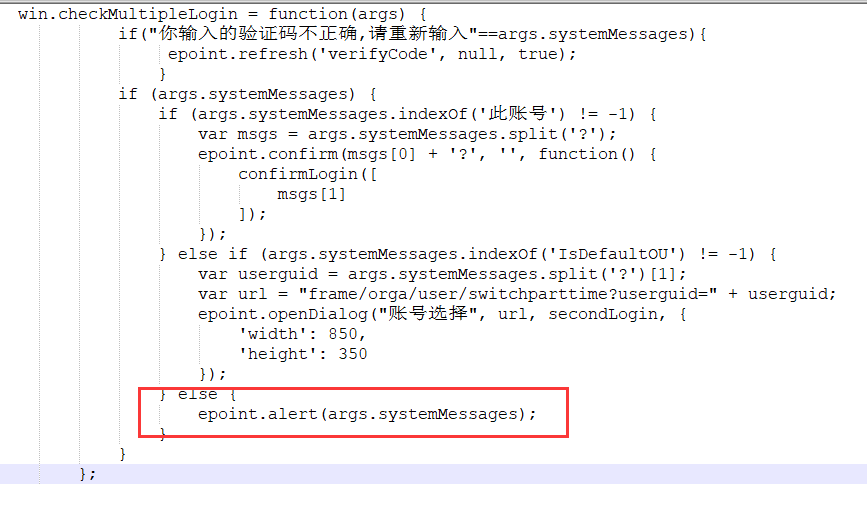 win.checkMultipleLogin = function(args) {
if("你输入的验证码不正确,请重新输入"==args.systemMessages){
epoint.refresh('verifyCode', null, true);
}
if (args.systemMessages) {
if (args.systemMessages.indexOf('此账号') != -1) {
var msgs = args.systemMessages.split('?');
epoint.confirm(msgs[0] + '?', '', function() {
confirmLogin([
msgs[1]
]);
});
} else if (args.systemMessages.indexOf('IsDefaultOU') != -1) {
var userguid = args.systemMessages.split('?')[1];
var url = "frame/orga/user/switchparttime?userguid=" + userguid;
epoint.openDialog("账号选择", url, secondLogin, {
'width': 850,
'height': 350
});
} else {
epoint.alert(args.systemMessages);
}
}
};